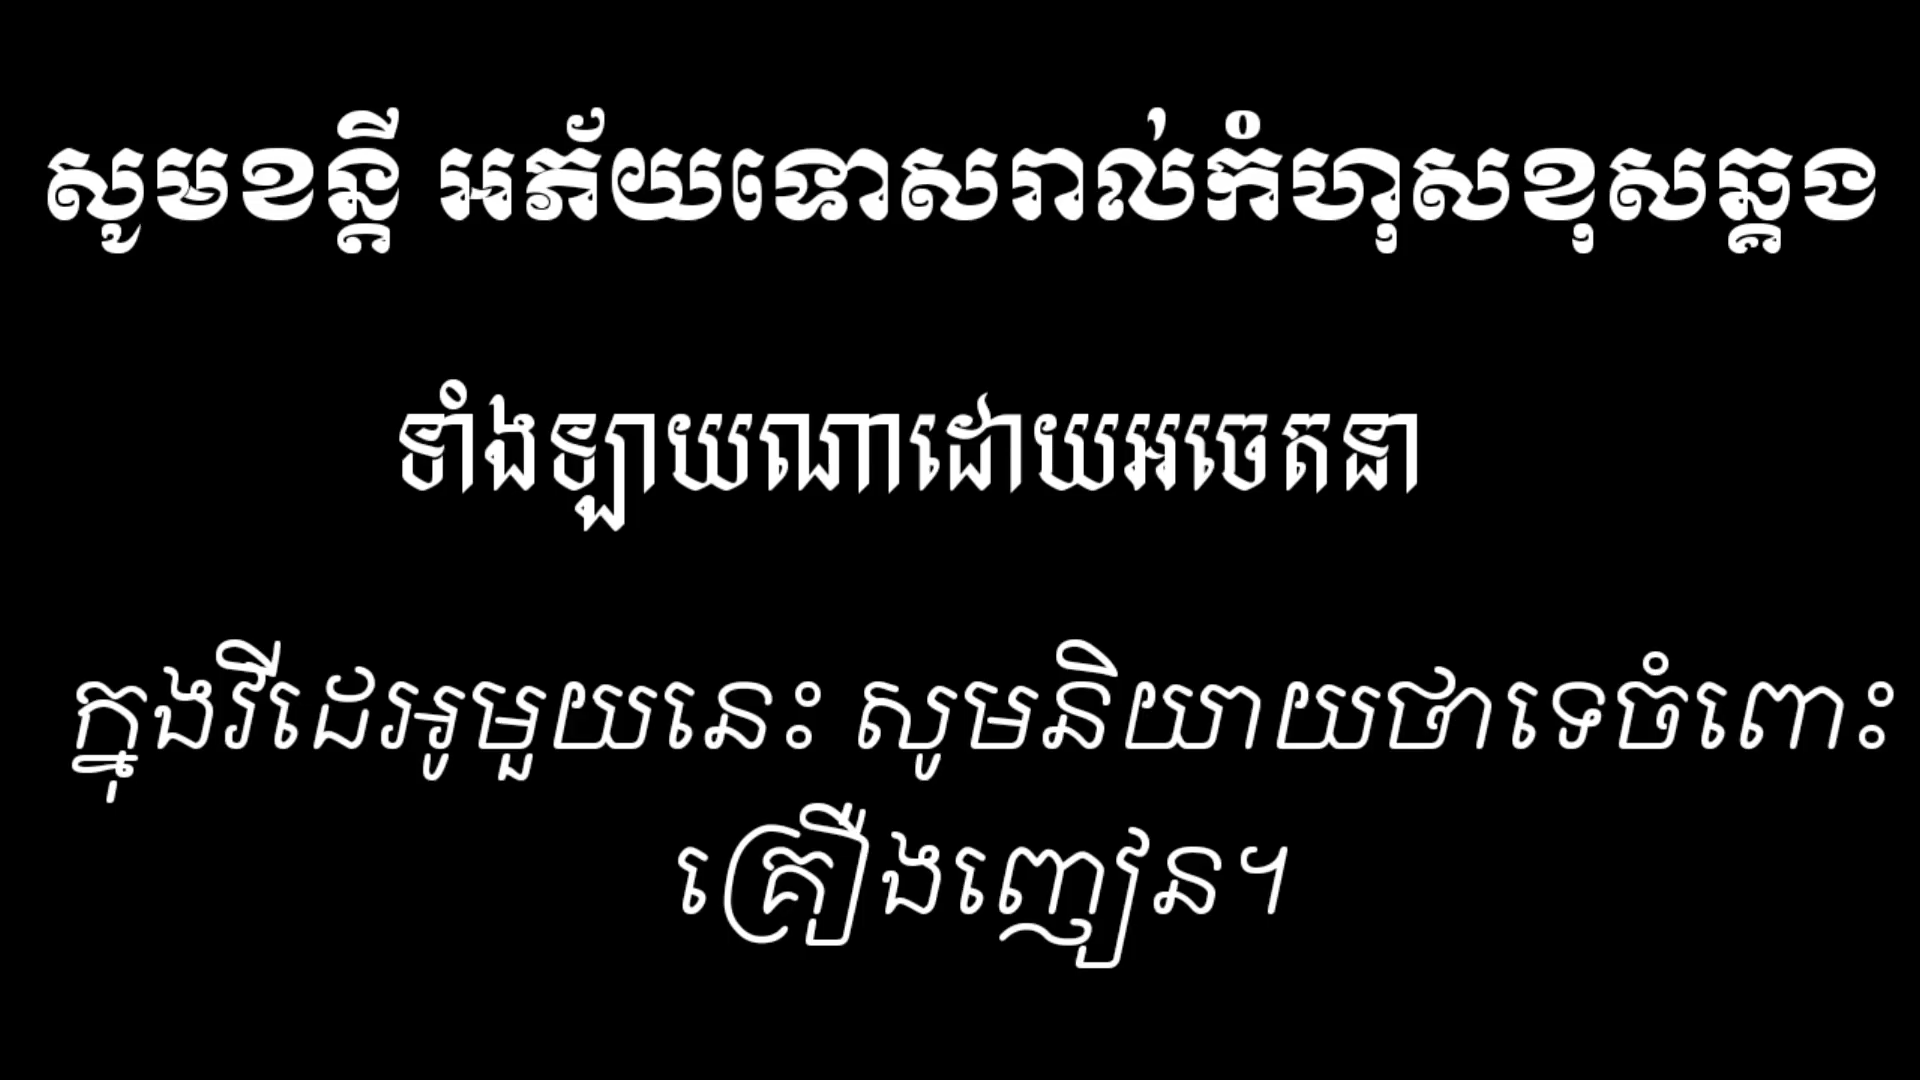 សូមខន្តី អភ័យទោសរាល់កំហុសខុសឆ្គង
ទាំងឡាយណាដោយអចេតនា
ក្នុងវីដេអូមួយនេះ សូមនិយាយថាទេចំពោះ
គ្រឿងញៀន។